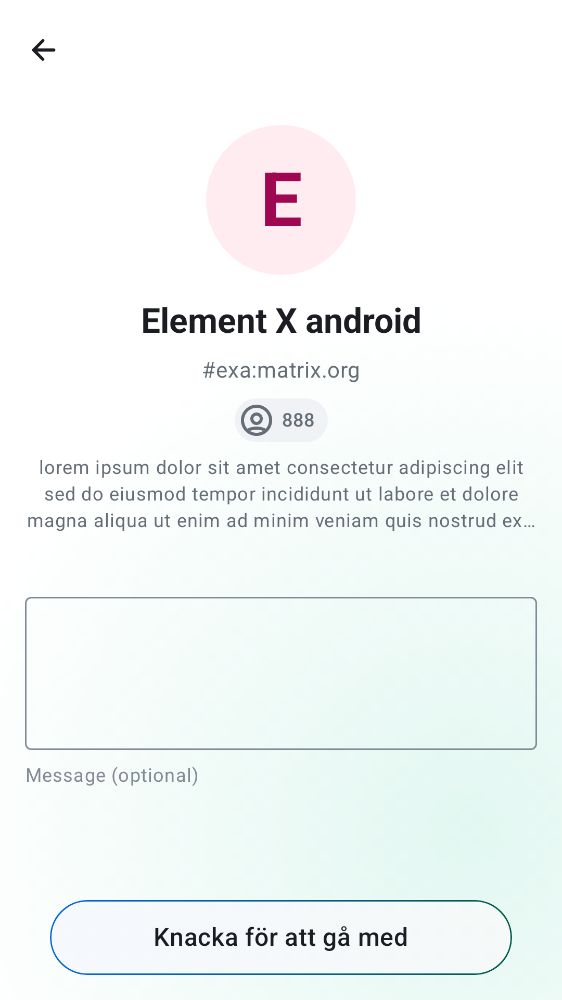 E
Element X android
#exa:matrix.org
888
lorem ipsum dolor sit amet consectetur adipiscing elit
sed do eiusmod tempor incididunt ut labore et dolore
magna aliqua ut enim ad minim veniam quis nostrud ex…
Message (optional)
Knacka för att gå med